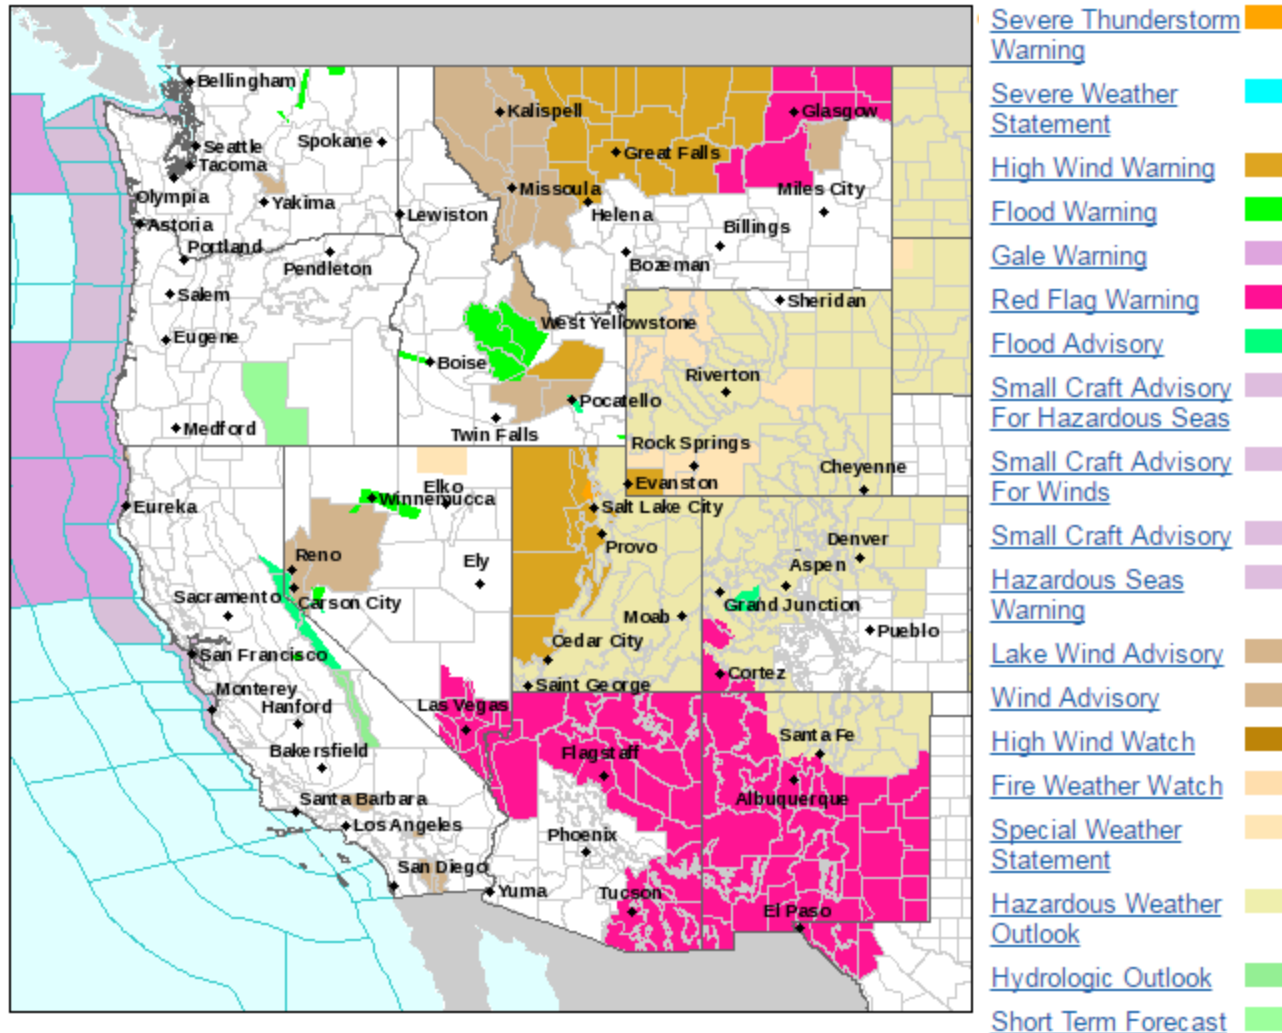 Bellingham
Kalispell
Glasgow
Seattle
Spokane
Great Falls
Tacoma
Missoula
Miles City
Olympia
Yakima
Helena
Lewiston
Astoria
Billings
Portland
Pendleton
Bozeman
Salem
Sheridan
West Yellowstone
Eugene
Boise
Riverton
Pocatello
Medford
Twin Falls
Rock Springs
Cheyenne
Elko
Evanston
Winnemucca
Eureka
Salt Lake City
Provo
Denver
Reno
Ely
Aspen
Sacramento
Carson City
Grand Junction
Moab
Pueblo
Cedar City
San Francisco
Cortez
Saint George
Monterey
Hanford
Las Vegas
Santa Fe
Bakersfield
Flagstaff
Santa Barbara
Albuquerque
Los Angeles
Phoenix
San Diego
Yuma
Tucson
El Paso
Severe Thunderstorm
Warning
Severe Weather
Statement
High Wind Warning
Flood Warning
Gale Warning
Red Flag Warning
Flood Advisory
Small Craft Advisory
For Hazardous Seas
Small Craft Advisory
For Winds
Small Craft Advisory
Hazardous Seas
Warning
Lake Wind Advisory
Wind Advisory
High Wind Watch
Fire Weather Watch
Special Weather
Statement
Hazardous Weather
Outlook
Hydrologic Outlook
Short Term Forecast